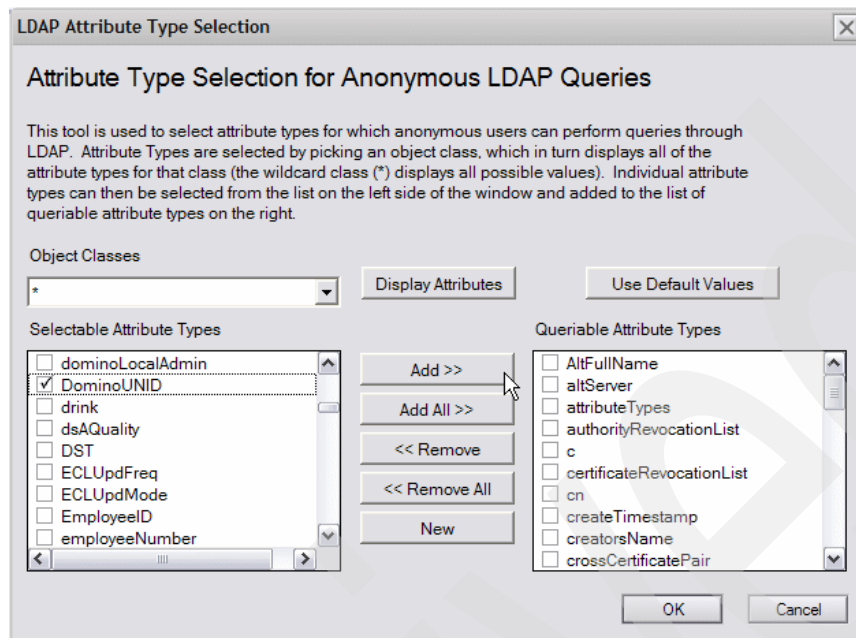 LDAP Attribute Type Selection
Attribute Type Selection for Anonymous LDAP Queries
This tool is used to select attribute types for which anonymous users can perform queries through
LDAP. Attribute Types are selected by picking an object class, which in turn displays all of the
attribute types for that class (the wildcard class (*) displays all possible values). Individual attribute
types can then be selected from the list on the left side of the window and added to the list of
queriable attribute types on the right.
Object Classes
*
Display Attributes
Use Default Values
Selectable Attribute Types
dominoLocalAdmin
DominoUNID
drink
dsAQuality
DST
ECLUpdFreq
ECLUpdMode
EmployeeID
employeeNumber
Add >>
Add All >>
<< Remove
<< Remove All
New
Queriable Attribute Types
AltFullName
altServer
attributeTypes
authorityRevocationList
c
certificateRevocationList
cn
createTimestamp
creatorsName
crossCertificatePair
OK
Cancel